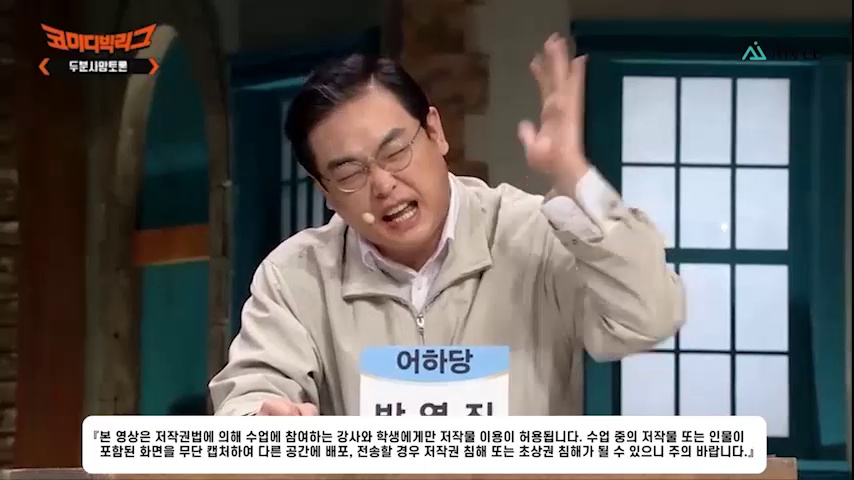 코미디빅리그
두분사망토론
어하당
『본 영상은 저작권법에 의해 수업에 참여하는 강사와 학생에게만 저작물 이용이 허용됩니다. 수업 중의 저작물 또는 인물이
포함된 화면을 무단 캡처하여 다른 공간에 배포, 전송할 경우 저작권 침해 또는 초상권 침해가 될 수 있으니 주의 바랍니다.』